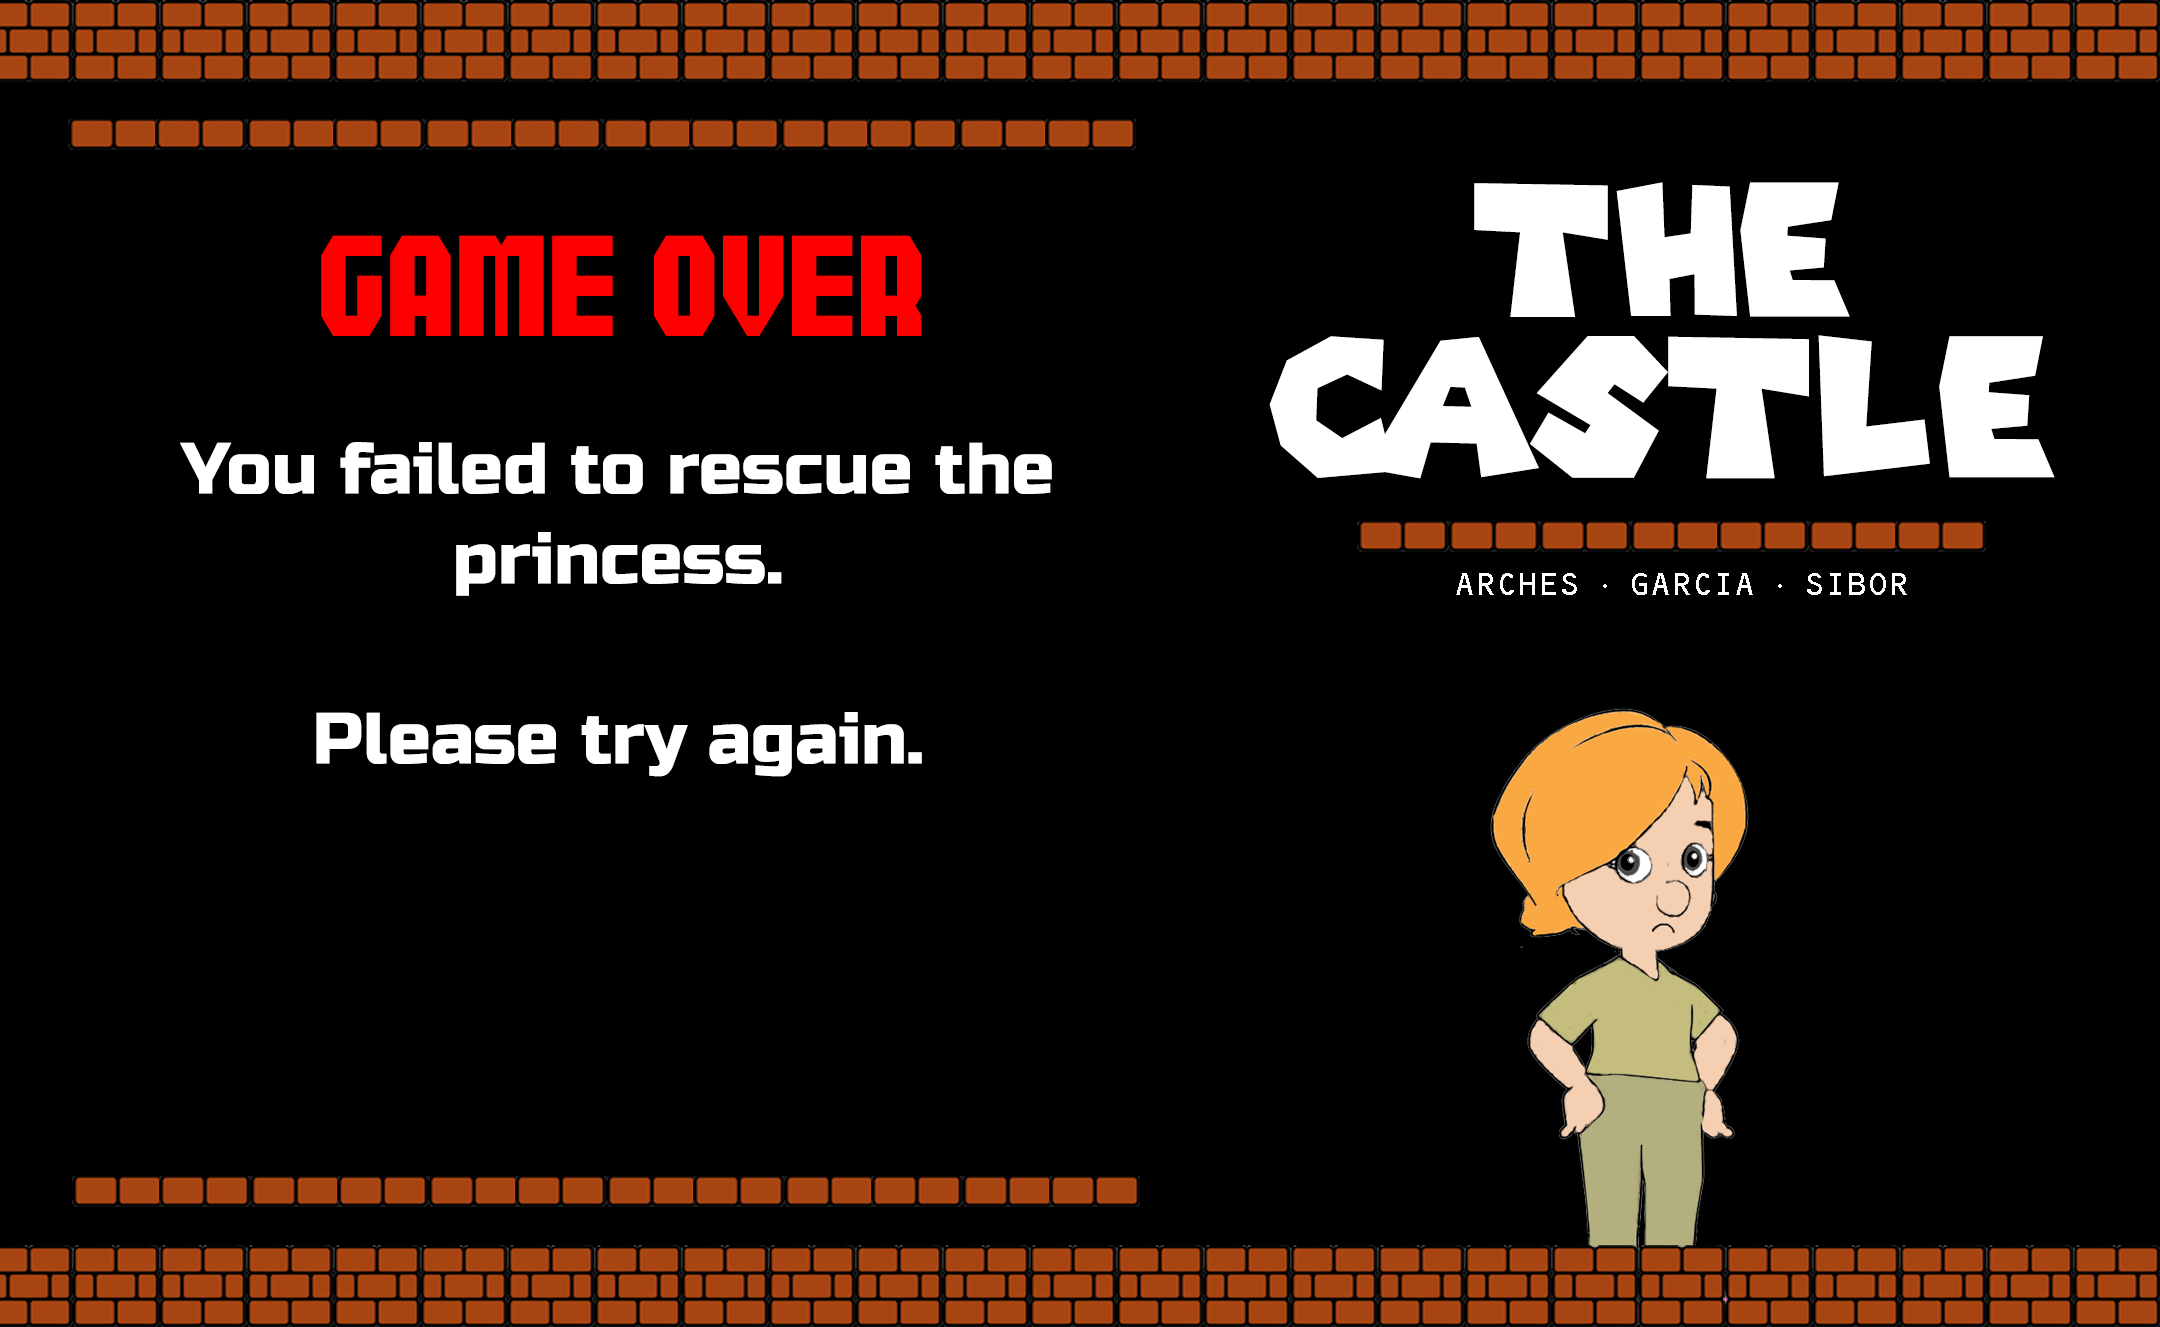 GAME OVER
You failed to rescue the
princess.
Please try again.
THE
CASTLE
ARCHES · GARCIA · SIBOR